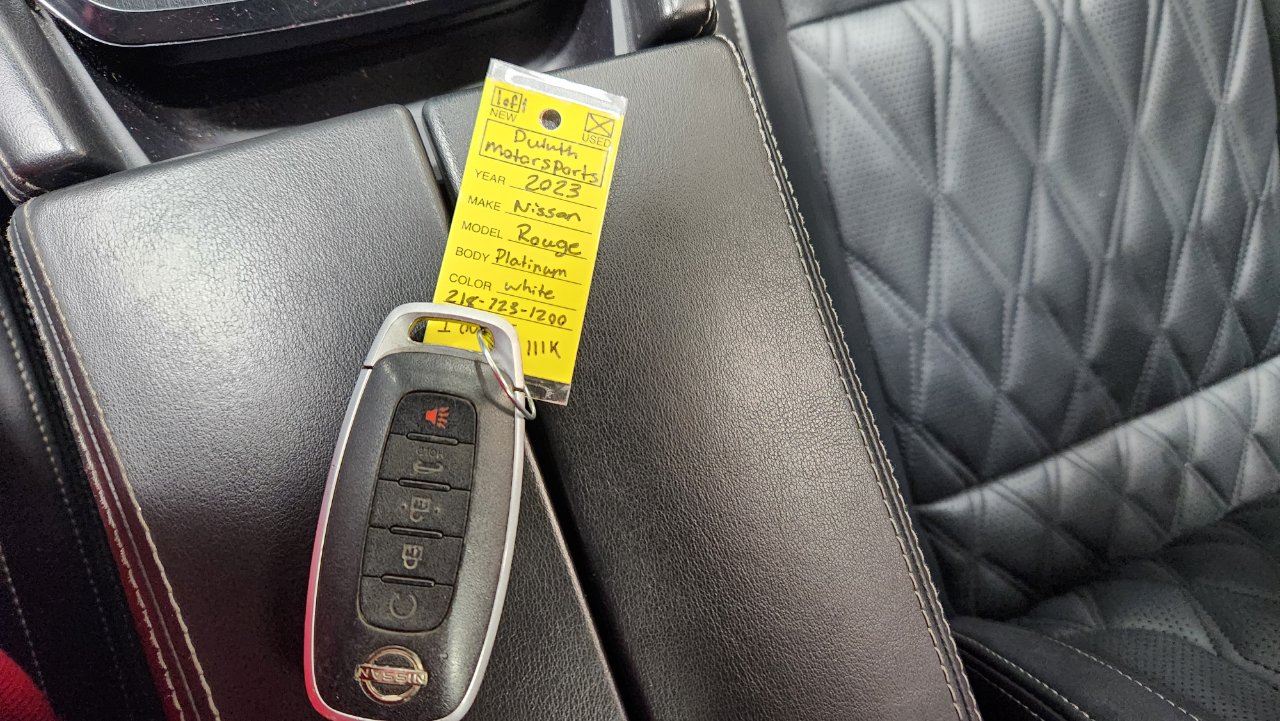 1 of 1
NEW
USED
Duluth
motorsports
YEAR 2023
MAKE Nissan
MODEL Rouge
BODY Platinum
COLOR white
218-723-1200
111K
NISSAN